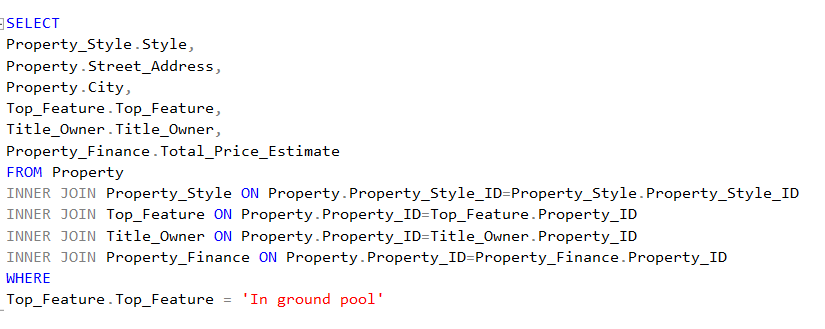 SELECT
Property_Style.Style,
Property.Street_Address,
Property.City,
Top_Feature.Top_Feature,
Title_Owner.Title_Owner,
Property_Finance.Total_Price_Estimate
FROM Property
INNER JOIN Property_Style ON Property.Property_Style_ID=Property_Style.Property_Style_ID
INNER JOIN Top_Feature ON Property.Property_ID=Top_Feature.Property_ID
INNER JOIN Title_Owner ON Property.Property_ID=Title_Owner.Property_ID
INNER JOIN Property_Finance ON Property.Property_ID=Property_Finance.Property_ID
WHERE
Top_Feature.Top_Feature = 'In ground pool'